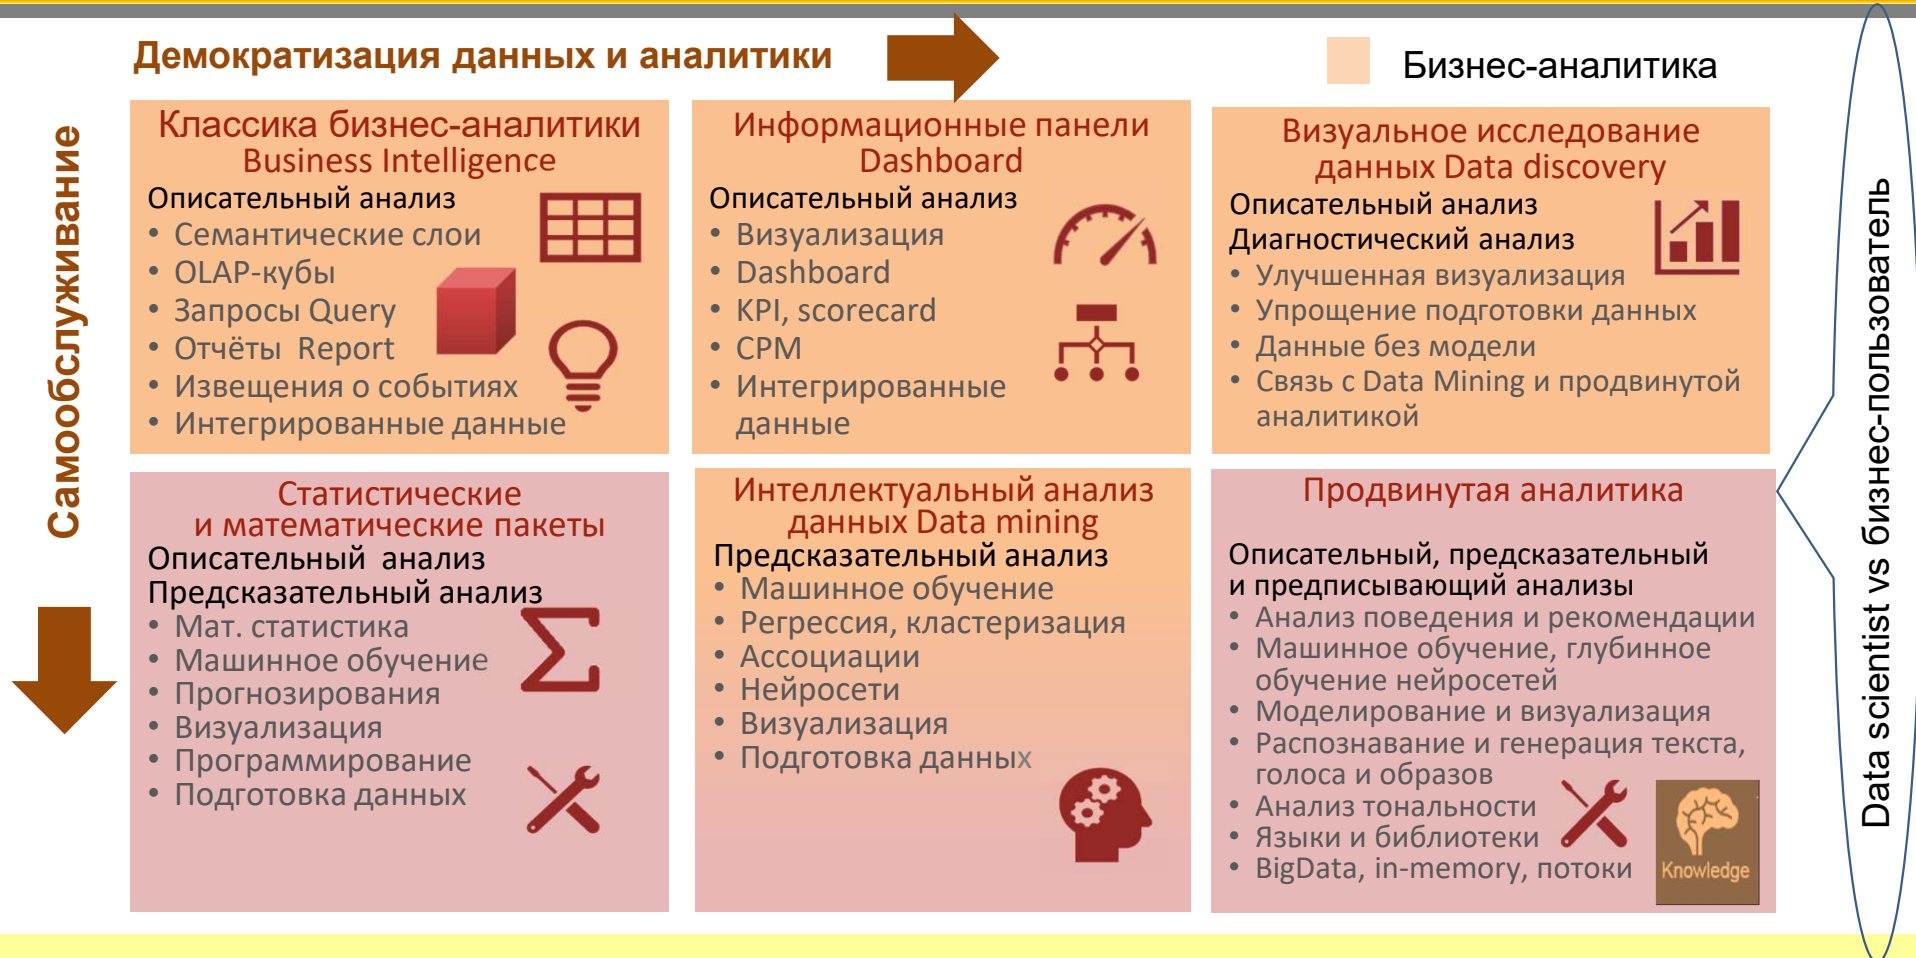 Демократизация данных и аналитики
Бизнес-аналитика
Самообслуживание
Классика бизнес-аналитики
Business Intelligence
Описательный анализ
• Семантические слои
• OLAP-кубы
• Запросы Query
• Отчёты Report
• Извещения о событиях
• Интегрированные данные
Информационные панели
Dashboard
Описательный анализ
• Визуализация
• Dashboard
• KPI, scorecard
• CPM
• Интегрированные
данные
Визуальное исследование
данных Data discovery
Описательный анализ
Диагностический анализ
• Улучшенная визуализация
• Упрощение подготовки данных
• Данные без модели
• Связь с Data Mining и продвинутой
аналитикой
Статистические
и математические пакеты
Описательный анализ
Предсказательный анализ
• Мат. статистика
• Машинное обучение
• Прогнозирования
• Визуализация
• Программирование
• Подготовка данных
Интеллектуальный анализ
данных Data mining
Предсказательный анализ
• Машинное обучение
• Регрессия, кластеризация
• Ассоциации
• Нейросети
• Визуализация
• Подготовка данных
Продвинутая аналитика
Описательный, предсказательный
и предписывающий анализы
• Анализ поведения и рекомендации
• Машинное обучение, глубинное
обучение нейросетей
• Моделирование и визуализация
• Распознавание и генерация текста,
голоса и образов
• Анализ тональности
• Языки и библиотеки
• BigData, in-memory, потоки
Knowledge
Data scientist vs бизнес-пользователь